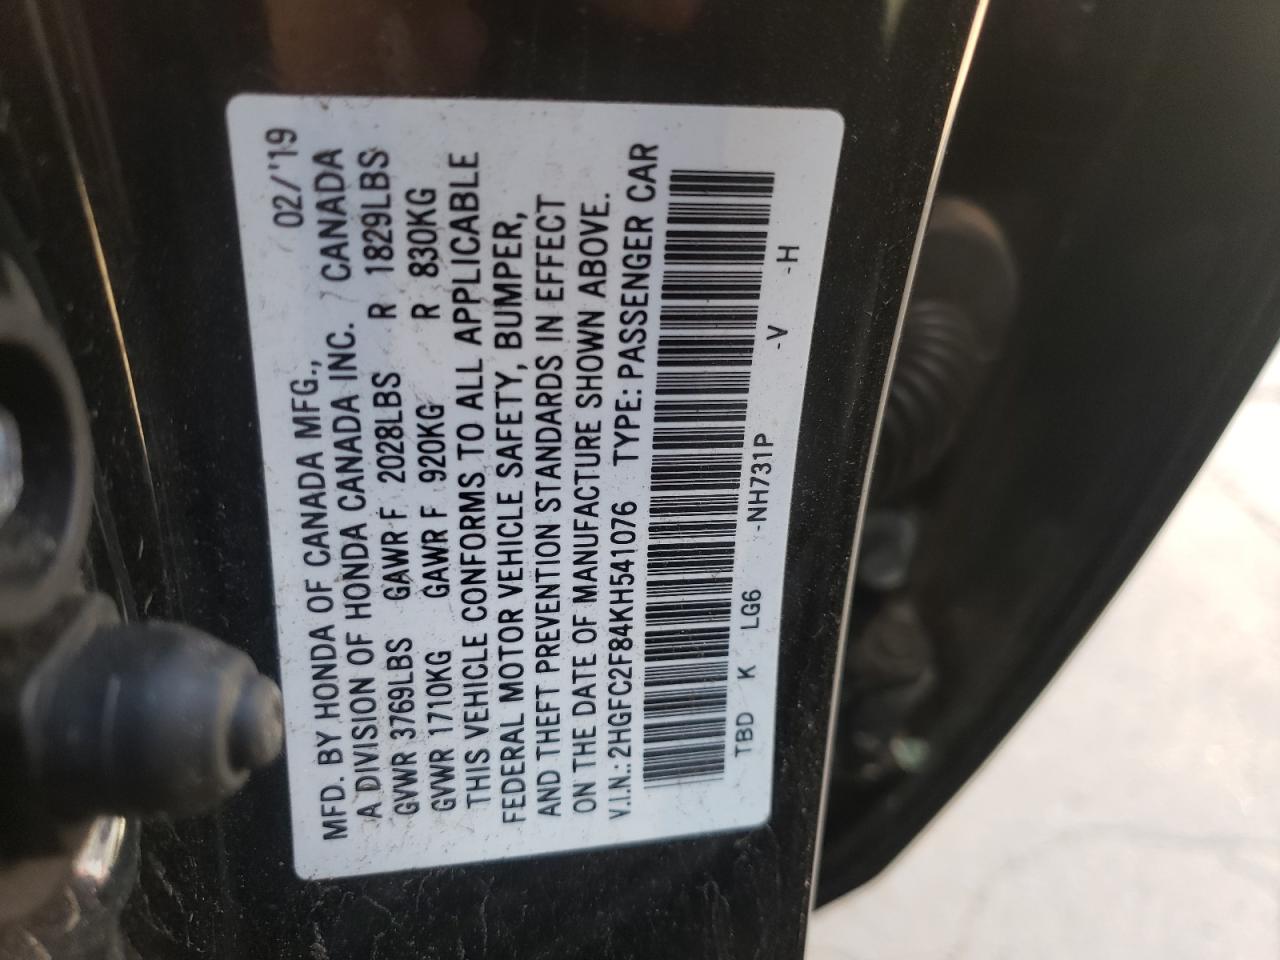 MFD. BY HONDA OF CANADA MFG., 02/'19
A DIVISION OF HONDA CANADA INC. / CANADA
GVWR 3769LBS GAWR F 2028LBS R 1829LBS
GVWR 1710KG GAWR F 920KG R 830KG
THIS VEHICLE CONFORMS TO ALL APPLICABLE
FEDERAL MOTOR VEHICLE SAFETY, BUMPER,
AND THEFT PREVENTION STANDARDS IN EFFECT
ON THE DATE OF MANUFACTURE SHOWN ABOVE.
V.I.N.: 2HGFC2F84KH541076 TYPE: PASSENGER CAR
TBD K LG6 -NH731P -V -H